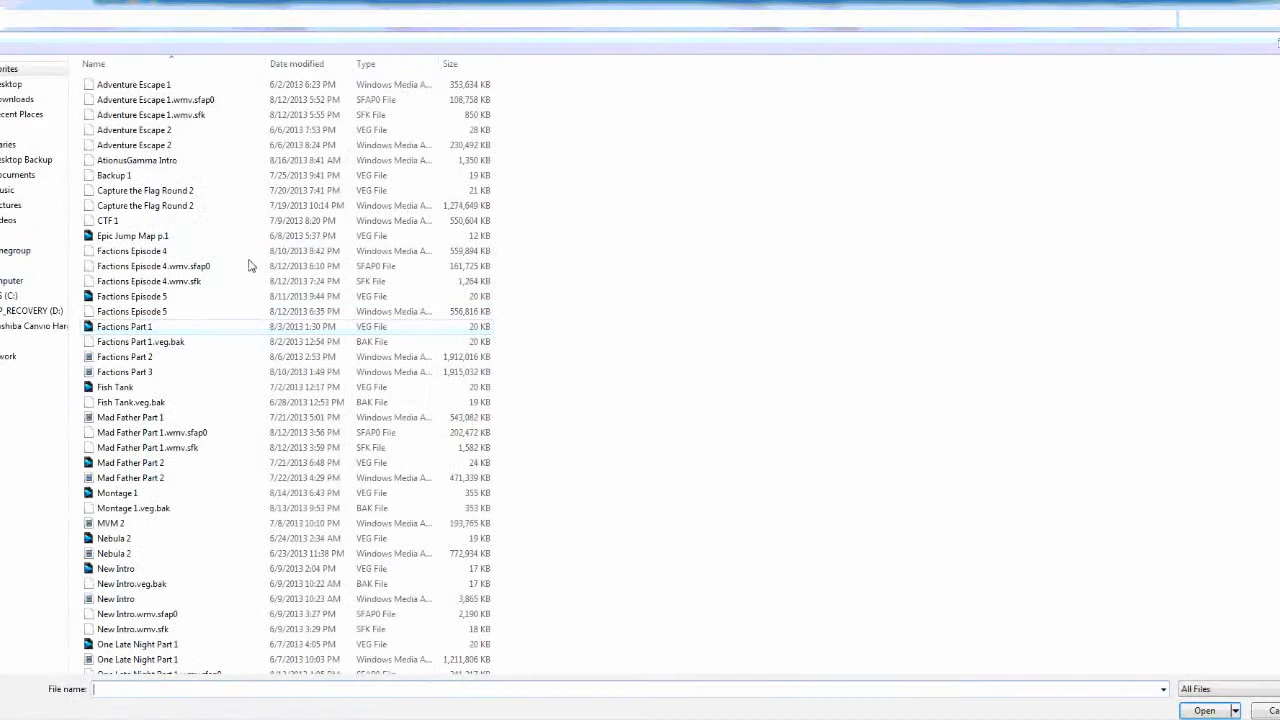 Name Date modified Type Size
orites
Adventure Escape 1 6/2/2013 6:23 PM Windows Media A... 353,634 KB
esktop
Adventure Escape 1.wmv.sfap0 8/12/2013 5:52 PM SFAP0 File 108,758 KB
ownloads
Adventure Escape 1.wmv.sfk 8/12/2013 5:55 PM SFK File 850 KB
ecent Places
Adventure Escape 2 6/6/2013 7:53 PM VEG File 28 KB
Adventure Escape 2 6/6/2013 8:24 PM Windows Media A... 230,492 KB
aries
AtionusGamma Intro 8/16/2013 8:41 AM Windows Media A... 1,350 KB
esktop Backup
Backup 1 7/25/2013 9:41 PM VEG File 19 KB
ocuments
Capture the Flag Round 2 7/20/2013 7:41 PM VEG File 21 KB
usic
Capture the Flag Round 2 7/19/2013 10:14 PM Windows Media A... 1,274,649 KB
ctures
CTF 1 7/9/2013 8:20 PM Windows Media A... 550,604 KB
deos
Epic Jump Map p.1 6/8/2013 5:37 PM VEG File 12 KB
Factions Episode 4 8/10/2013 8:42 PM Windows Media A... 559,894 KB
megroup
Factions Episode 4.wmv.sfap0 8/12/2013 6:10 PM SFAP0 File 161,725 KB
Factions Episode 4.wmv.sfk 8/12/2013 7:24 PM SFK File 1,264 KB
mputer
Factions Episode 5 8/11/2013 9:44 PM VEG File 20 KB
S (C:)
Factions Episode 5 8/12/2013 6:35 PM Windows Media A... 556,816 KB
P_RECOVERY (D:)
Factions Part 1 8/3/2013 1:30 PM VEG File 20 KB
oshiba Canvio Har
Factions Part 1.veg.bak 8/2/2013 12:54 PM BAK File 20 KB
Factions Part 2 8/6/2013 2:53 PM Windows Media A... 1,912,016 KB
work
Factions Part 3 8/10/2013 1:49 PM Windows Media A... 1,915,032 KB
Fish Tank 7/2/2013 12:17 PM VEG File 20 KB
Fish Tank.veg.bak 6/28/2013 12:53 PM BAK File 19 KB
Mad Father Part 1 7/21/2013 5:01 PM Windows Media A... 543,082 KB
Mad Father Part 1.wmv.sfap0 8/12/2013 3:56 PM SFAP0 File 202,472 KB
Mad Father Part 1.wmv.sfk 8/12/2013 3:59 PM SFK File 1,582 KB
Mad Father Part 2 7/21/2013 6:48 PM VEG File 24 KB
Mad Father Part 2 7/22/2013 4:29 PM Windows Media A... 471,339 KB
Montage 1 8/14/2013 6:43 PM VEG File 355 KB
Montage 1.veg.bak 8/13/2013 9:53 PM BAK File 353 KB
MVM 2 7/8/2013 10:10 PM Windows Media A... 193,765 KB
Nebula 2 6/24/2013 2:34 AM VEG File 19 KB
Nebula 2 6/23/2013 11:38 PM Windows Media A... 772,934 KB
New Intro 6/9/2013 2:04 PM VEG File 17 KB
New Intro.veg.bak 6/9/2013 10:22 AM BAK File 17 KB
New Intro 6/9/2013 10:23 AM Windows Media A... 3,865 KB
New Intro.wmv.sfap0 6/9/2013 3:27 PM SFAP0 File 2,190 KB
New Intro.wmv.sfk 6/9/2013 3:29 PM SFK File 18 KB
One Late Night Part 1 6/7/2013 4:05 PM VEG File 20 KB
One Late Night Part 1 6/7/2013 10:03 PM Windows Media A... 1,211,806 KB
One Late Night Part 1.wmv.sfap0
File name: All Files
Open Ca